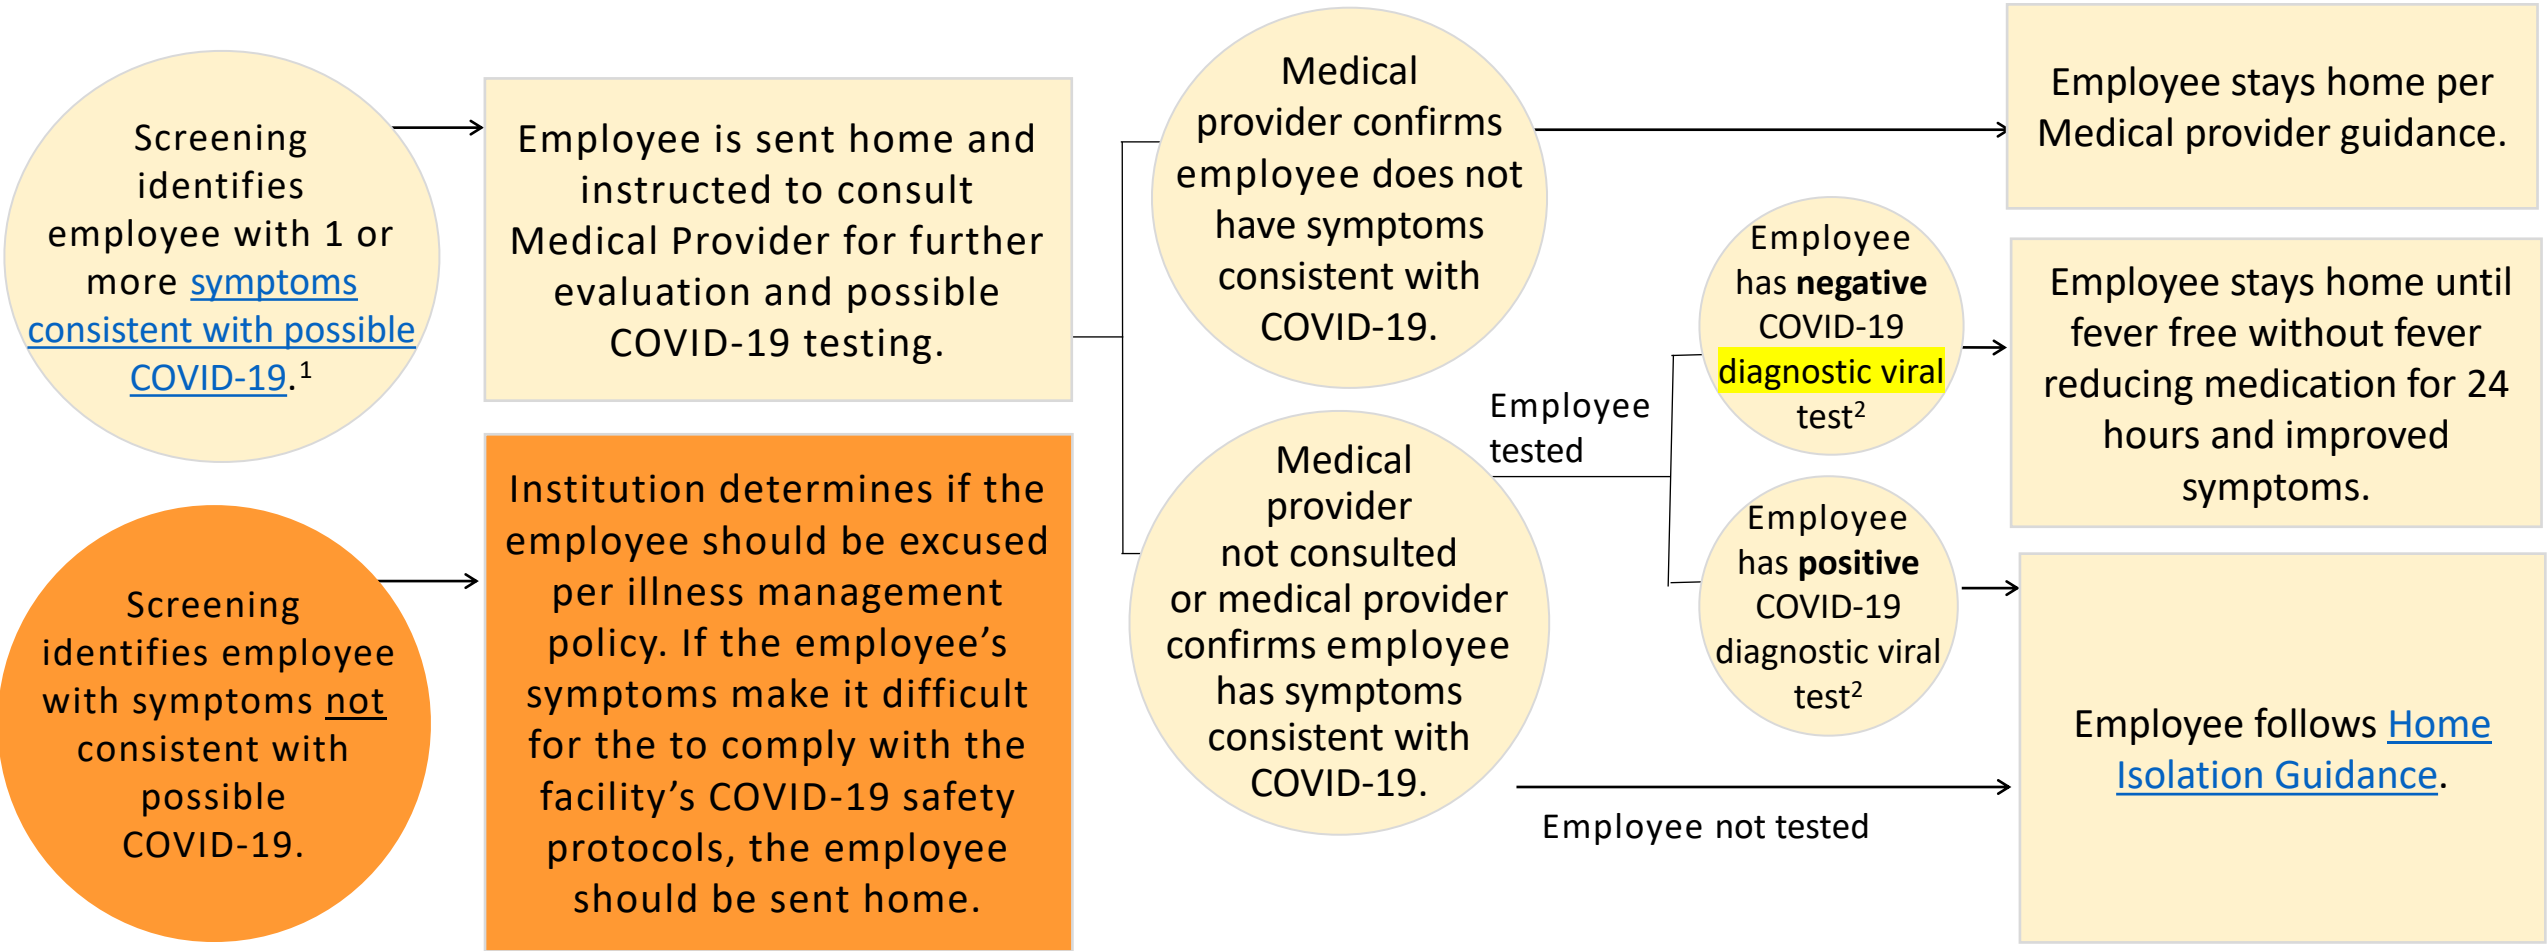 Screening
identifies
employee with 1 or
more symptoms
consistent with possible
COVID-19.1
Employee is sent home and
instructed to consult
Medical Provider for further
evaluation and possible
COVID-19 testing.
Medical
provider confirms
employee does not
have symptoms
consistent with
COVID-19.
Employee stays home per
Medical provider guidance.
Employee
has negative
COVID-19
diagnostic viral
test2
Employee stays home until
fever free without fever
reducing medication for 24
hours and improved
symptoms.
Employee
tested
Screening
identifies employee
with symptoms not
consistent with
possible
COVID-19.
Institution determines if the
employee should be excused
per illness management
policy. If the employee’s
symptoms make it difficult
for the to comply with the
facility’s COVID-19 safety
protocols, the employee
should be sent home.
Medical
provider
not consulted
or medical provider
confirms employee
has symptoms
consistent with
COVID-19.
Employee
has positive
COVID-19
diagnostic viral
test2
Employee not tested
Employee follows Home
Isolation Guidance.